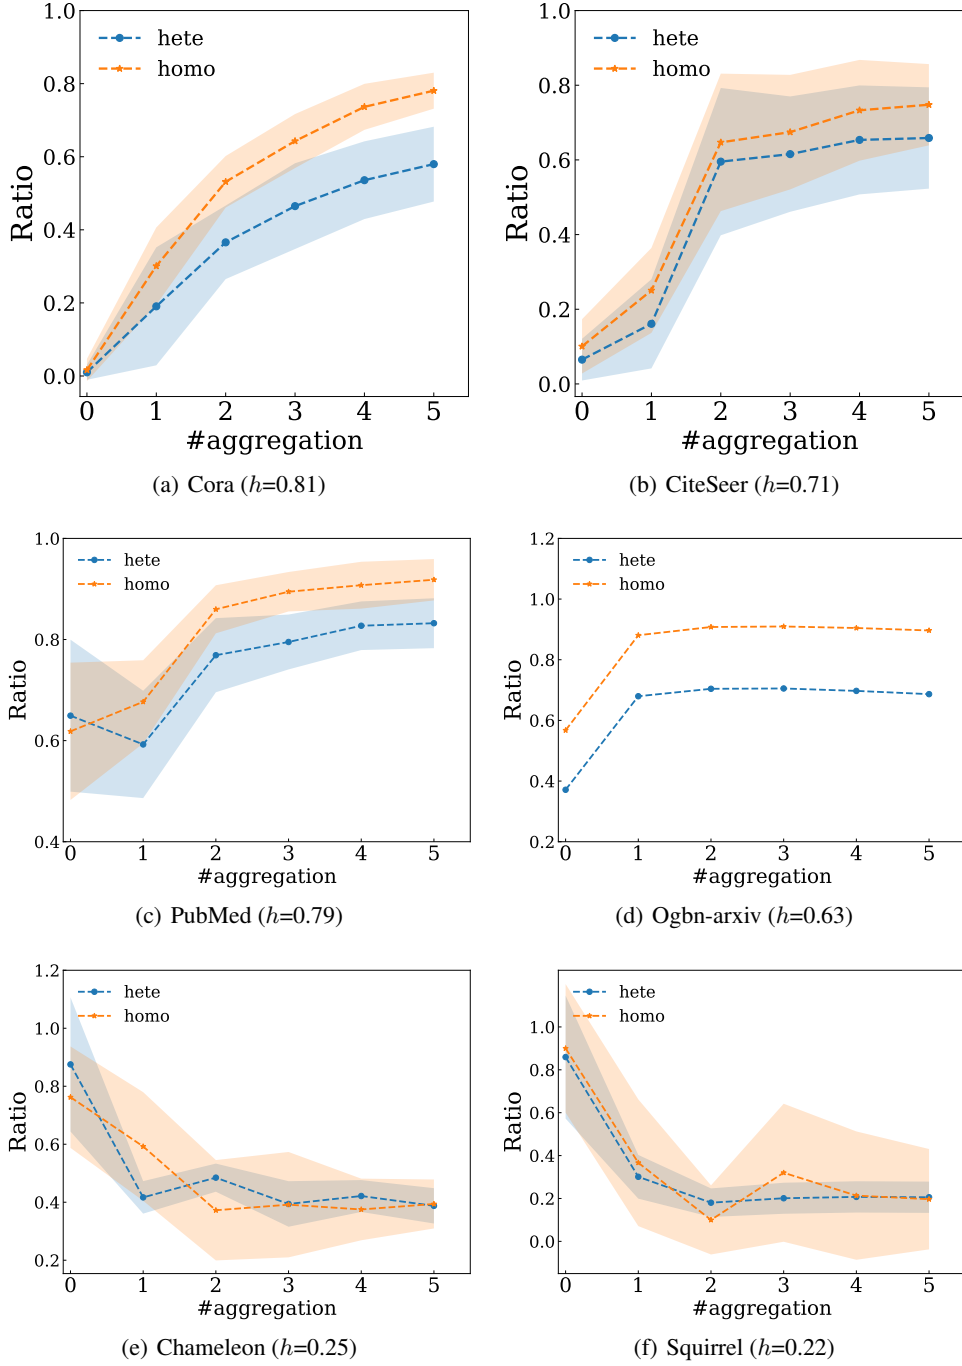 1.0
0.8
0.6
0.4
0.2
0.0
Ratio
hete
homo
0 1 2 3 4 5
#aggregation
(a) Cora (h=0.81)
1.0
0.8
0.6
0.4
0.2
0.0
Ratio
hete
homo
0 1 2 3 4 5
#aggregation
(b) CiteSeer (h=0.71)
1.0
0.8
0.6
0.4
Ratio
hete
homo
0 1 2 3 4 5
#aggregation
(c) PubMed (h=0.79)
1.2
1.0
0.8
0.6
0.4
0.2
Ratio
hete
homo
0 1 2 3 4 5
#aggregation
(d) Ogbn-arxiv (h=0.63)
1.2
1.0
0.8
0.6
0.4
0.2
Ratio
hete
homo
0 1 2 3 4 5
#aggregation
(e) Chameleon (h=0.25)
1.0
0.8
0.6
0.4
0.2
0.0
Ratio
hete
homo
0 1 2 3 4 5
#aggregation
(f) Squirrel (h=0.22)